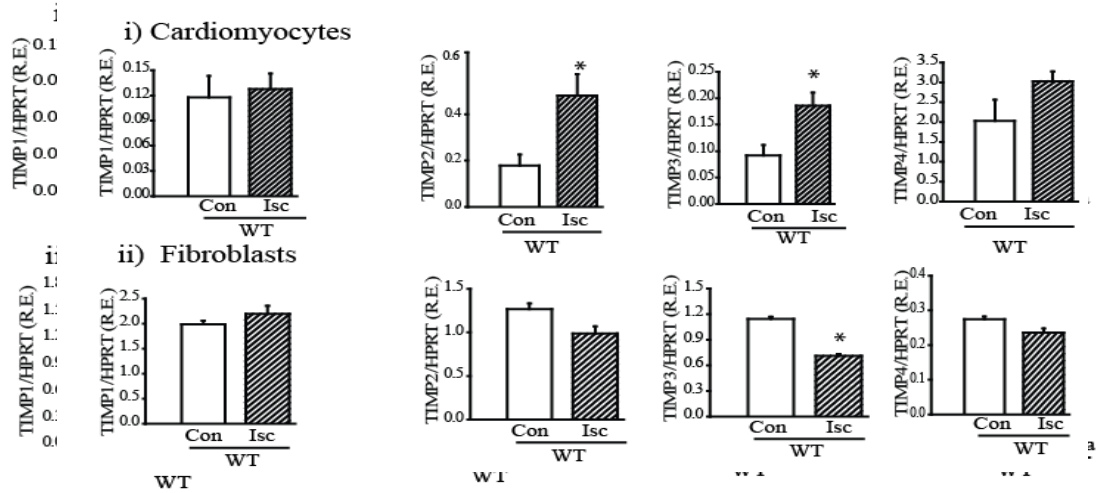 i) Cardiomyocytes
TIMP1/HPRT (R.E.)
0.15
0.12
0.09
0.06
0.03
0.00
Con Isc
WT
TIMP2/HPRT (R.E.)
0.6
0.4
0.2
0.0
*
Con Isc
WT
TIMP3/HPRT (R.E.)
0.25
0.20
0.15
0.10
0.05
0.00
*
Con Isc
WT
TIMP4/HPRT (R.E.)
3.5
3.0
2.5
2.0
1.5
1.0
0.5
0.0
Con Isc
WT
TIMP1/HPRT (R.E.)
ii) Fibroblasts
TIMP1/HPRT (R.E.)
2.5
2.0
1.5
1.0
0.5
0.0
Con Isc
WT
TIMP2/HPRT (R.E.)
1.5
1.0
0.5
0.0
Con Isc
WT
TIMP3/HPRT (R.E.)
1.5
1.2
0.9
0.6
0.3
0.0
*
Con Isc
WT
TIMP4/HPRT (R.E.)
0.4
0.3
0.2
0.1
0.0
Con Isc
WT
TIMP1/HPRT (R.E.)
WT